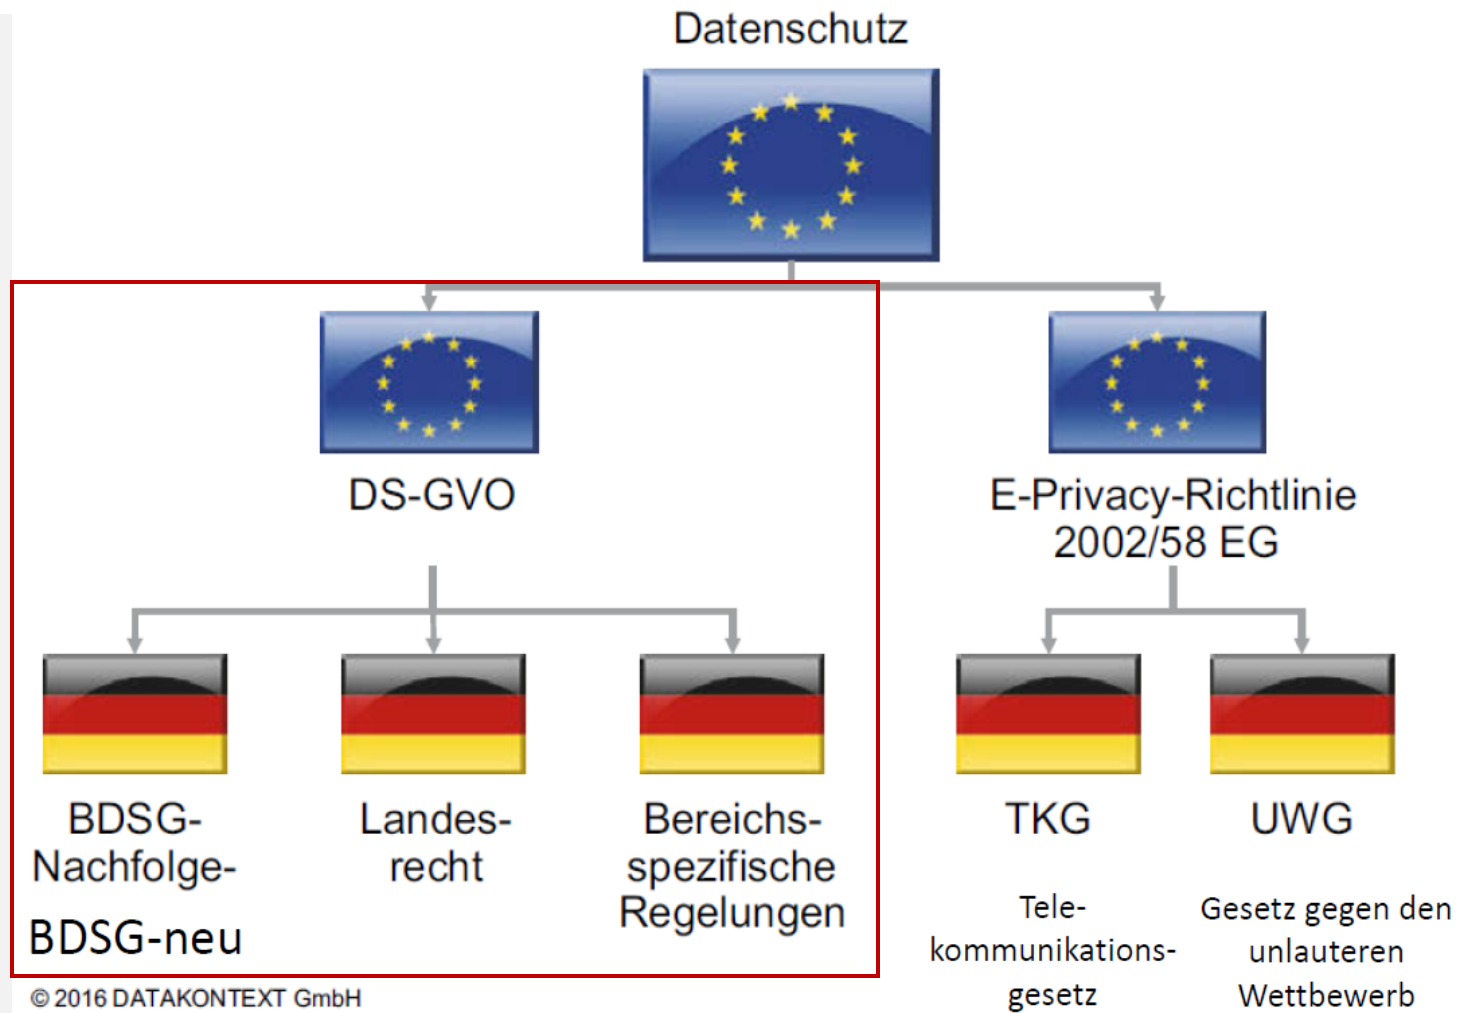 Datenschutz
DS-GVO
E-Privacy-Richtlinie
2002/58 EG
BDSG-
Nachfolge-
BDSG-neu
Landes-
recht
Bereichs-
spezifische
Regelungen
TKG
Tele-
kommunikations-
gesetz
UWG
Gesetz gegen den
unlauteren
Wettbewerb
© 2016 DATAKONTEXT GmbH